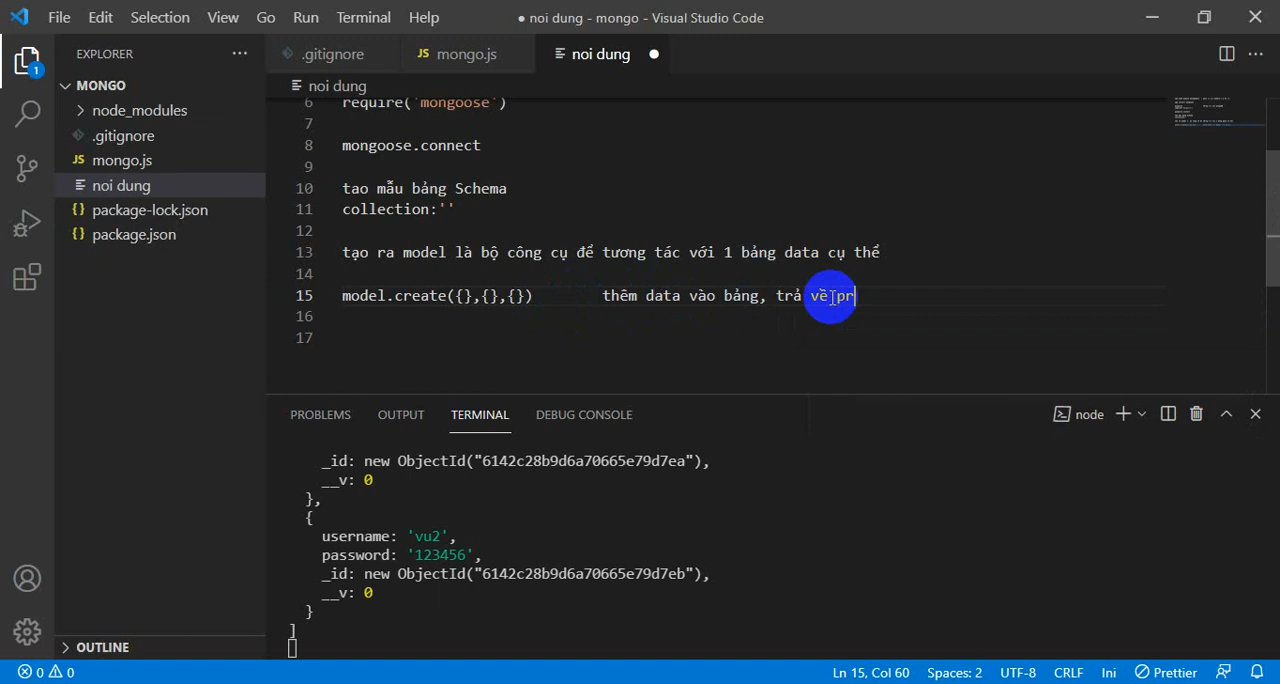 File Edit Selection View Go Run Terminal Help ● noi dung - mongo - Visual Studio Code
EXPLORER ···
.gitignore JS mongo.js noi dung ●
MONGO
noi dung
node_modules
.gitignore
JS mongo.js
noi dung
{} package-lock.json
{} package.json
6 require('mongoose')
7
8 mongoose.connect
9
10 tao mẫu bảng Schema
11 collection:''
12
13 tạo ra model là bộ công cụ để tương tác với 1 bảng data cụ thể
14
15 model.create({},{},{}) thêm data vào bảng, trả về pr
16
17
1
PROBLEMS OUTPUT TERMINAL DEBUG CONSOLE node
_id: new ObjectId("6142c28b9d6a70665e79d7ea"),
__v: 0
},
{
username: 'vu2',
password: '123456',
_id: new ObjectId("6142c28b9d6a70665e79d7eb"),
__v: 0
}
]
OUTLINE
0 0 Ln 15, Col 60 Spaces: 2 UTF-8 CRLF Ini Prettier